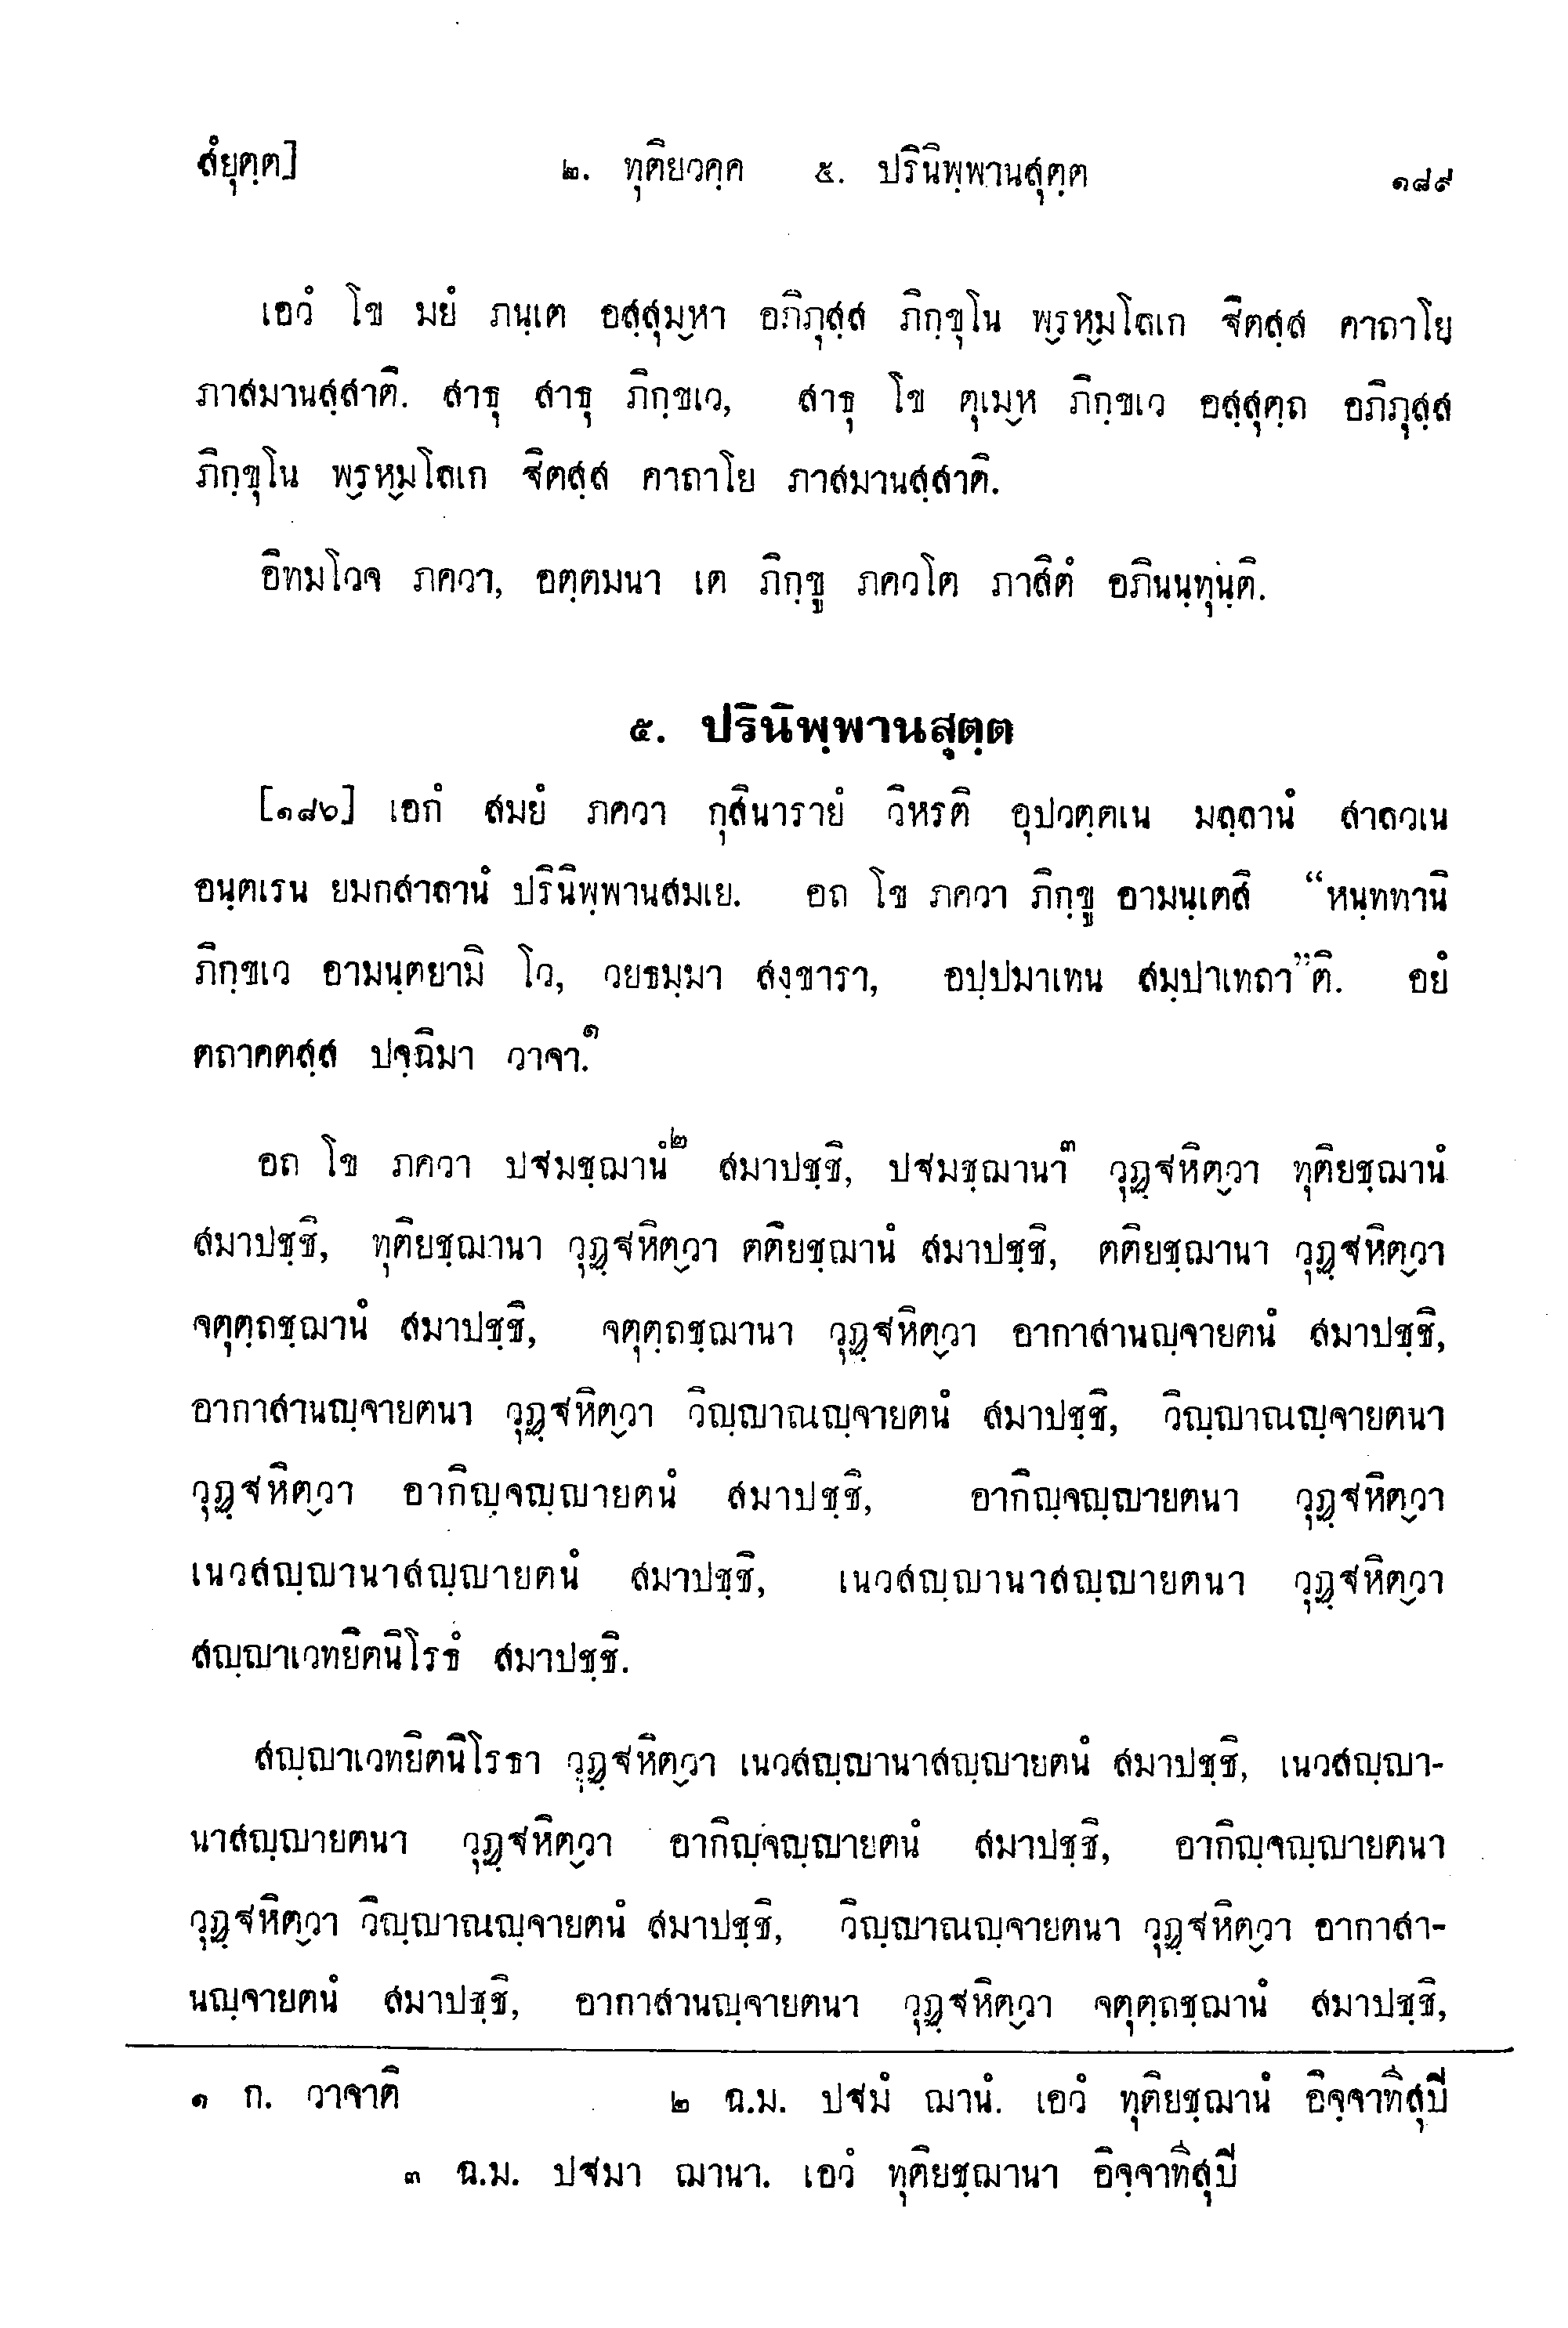 สํยุตฺต]	๒. ทุติยวคฺค ๕. ปรินิพฺพานสุตฺต	๑๘๙
เอวํ โข มยํ ภนฺเต อสฺสุมฺ๎หา อภิภุสฺส ภิกฺขุโน พฺ๎รหฺ๎มโลเก ฐิตสฺส คาถาโย
ภาสมานสฺสาติ. สาธุ สาธุ ภิกฺขเว, สาธุ โข ตุเมฺ๎ห ภิกฺขเว อสฺสุตฺถ อภิภุสฺส
ภิกฺขุโน พฺ๎รหฺ๎มโลเก ฐิตสฺส คาถาโย ภาสมานสฺสาติ.
อิทมโวจ ภควา, อตฺตมนา เต ภิกฺขู ภควโต ภาสิตํ อภินนฺทุนฺติ.
๕. ปรินิพฺพานสุตฺต
[๑๘๖] เอกํ สมยํ ภควา กุสินารายํ วิหรติ อุปวตฺตเน มลฺลานํ สาลวเน
อนฺตเรน ยมกสาลานํ ปรินิพฺพานสมเย. อถ โข ภควา ภิกฺขู อามนฺเตสิ “หนฺททานิ
ภิกฺขเว อามนฺตยามิ โว, วยธมฺมา สงฺขารา, อปฺปมาเทน สมฺปาเทถา”ติ. อยํ
ตถาคตสฺส ปจฺฉิมา วาจา.๑
อถ โข ภควา ปฐมชฺฌานํ๒ สมาปชฺชิ, ปฐมชฺฌานา๓ วุฏฺฐหิตฺ๎วา ทุติยชฺฌานํ
สมาปชฺชิ, ทุติยชฺฌานา วุฏฺฐหิตฺ๎วา ตติยชฺฌานํ สมาปชฺชิ, ตติยชฺฌานา วุฏฺฐหิตฺ๎วา
จตุตฺถชฺฌานํ สมาปชฺชิ, จตุตฺถชฺฌานา วุฏฺฐหิตฺ๎วา อากาสานญฺจายตนํ สมาปชฺชิ,
อากาสานญฺจายตนา วุฏฺฐหิตฺ๎วา วิญฺญาณญฺจายตนํ สมาปชฺชิ, วิญฺญาณญฺจายตนา
วุฏฺฐหิตฺ๎วา อากิญฺจญฺญายตนํ สมาปชฺชิ, อากิญฺจญฺญายตนา วุฏฺฐหิตฺ๎วา
เนวสญฺญานาสญฺญายตนํ สมาปชฺชิ, เนวสญฺญานาสญฺญายตนา วุฏฺฐหิตฺ๎วา
สญฺญาเวทยิตนิโรธํ สมาปชฺชิ.
สญฺญาเวทยิตนิโรธา วุฏฺฐหิตฺ๎วา เนวสญฺญานาสญฺญายตนํ สมาปชฺชิ, เนวสญฺญา-
นาสญฺญายตนา วุฏฺฐหิตฺ๎วา อากิญฺจญฺญายตนํ สมาปชฺชิ, อากิญฺจญฺญายตนา
วุฏฺฐหิตฺ๎วา วิญฺญาณญฺจายตนํ สมาปชฺชิ, วิญฺญาณญฺจายตนา วุฏฺฐหิตฺ๎วา อากาสา-
นญฺจายตนํ สมาปชฺชิ, อากาสานญฺจายตนา วุฏฺฐหิตฺ๎วา จตุตฺถชฺฌานํ สมาปชฺชิ,
๑ ก. วาจาติ	๒ ฉ.ม. ปฐมํ ฌานํ. เอวํ ทุติยชฺฌานํ อิจฺจาทีสุปิ
๓ ฉ.ม. ปฐมา ฌานา. เอวํ ทุติยชฺฌานา อิจฺจาทีสุปิ